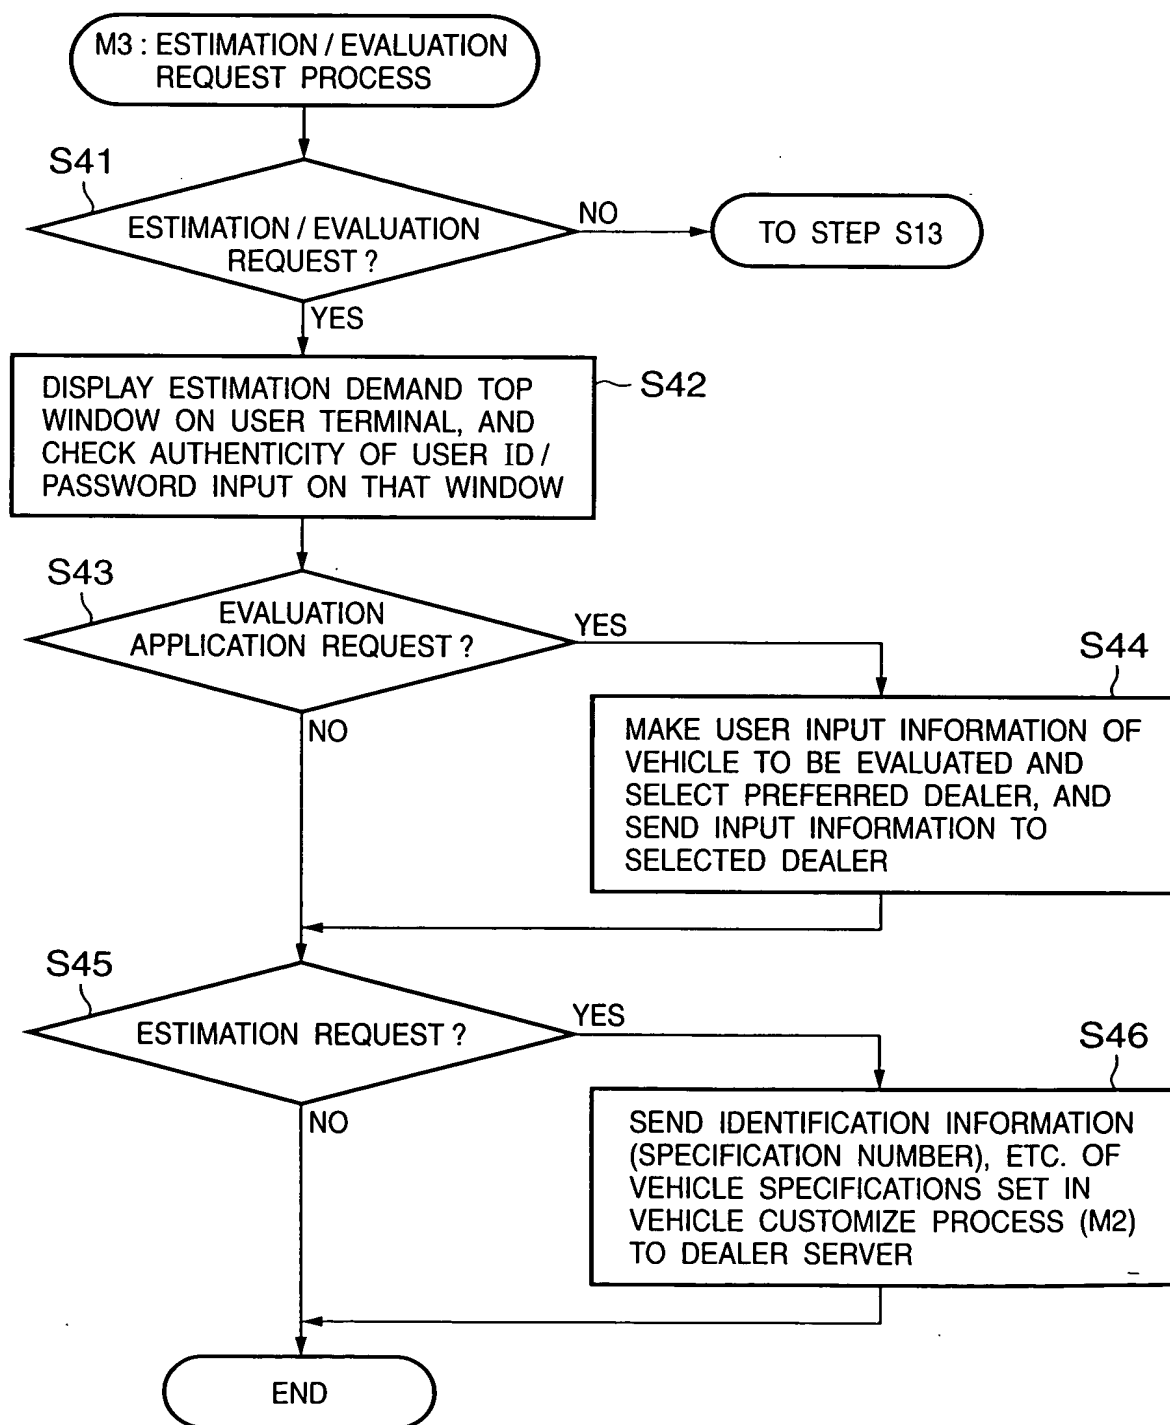 M3 : ESTIMATION / EVALUATION
REQUEST PROCESS
S41
ESTIMATION / EVALUATION
REQUEST ?
NO
TO STEP S13
YES
DISPLAY ESTIMATION DEMAND TOP
WINDOW ON USER TERMINAL, AND
CHECK AUTHENTICITY OF USER ID /
PASSWORD INPUT ON THAT WINDOW
S42
S43
EVALUATION
APPLICATION REQUEST ?
YES
NO
S44
MAKE USER INPUT INFORMATION OF
VEHICLE TO BE EVALUATED AND
SELECT PREFERRED DEALER, AND
SEND INPUT INFORMATION TO
SELECTED DEALER
S45
ESTIMATION REQUEST ?
YES
NO
S46
SEND IDENTIFICATION INFORMATION
(SPECIFICATION NUMBER), ETC. OF
VEHICLE SPECIFICATIONS SET IN
VEHICLE CUSTOMIZE PROCESS (M2)
TO DEALER SERVER
END